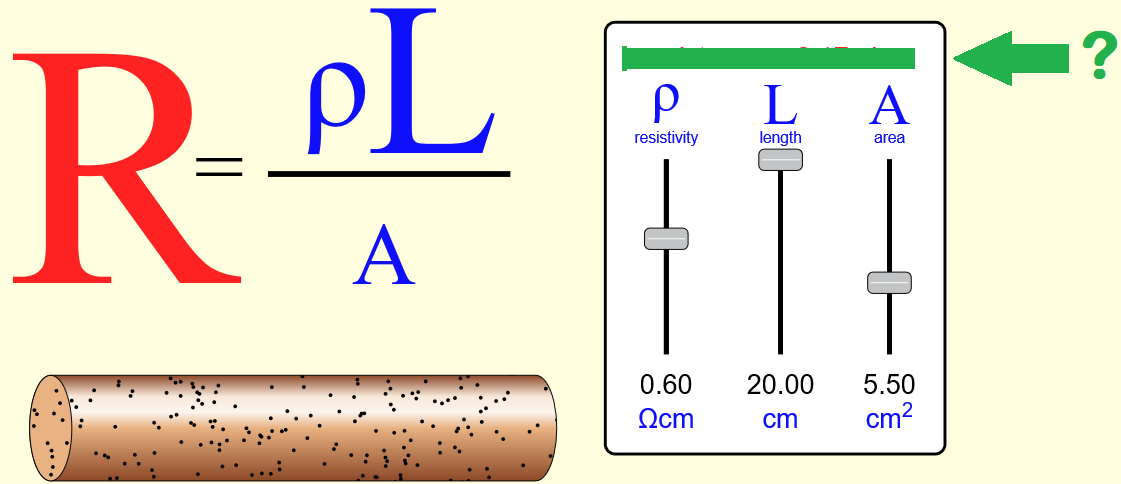 R = ρL
A
?
ρ L A
resistivity length area
0.60 20.00 5.50
Ωcm cm cm²